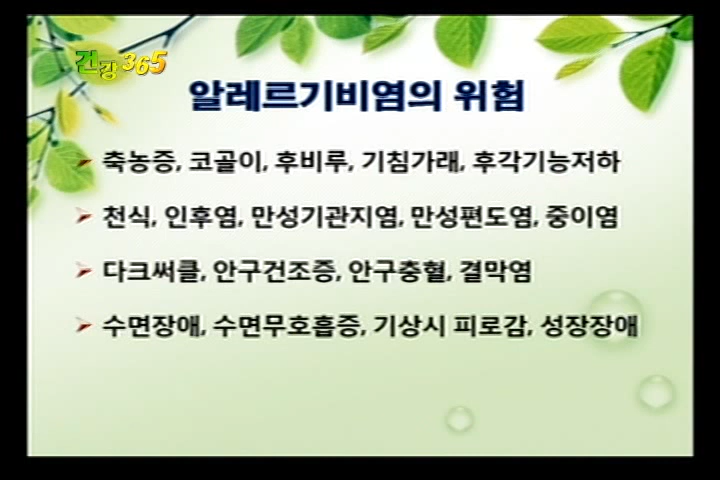 건강 365
알레르기비염의 위험
축농증, 코골이, 후비루, 기침가래, 후각기능저하
천식, 인후염, 만성기관지염, 만성편도염, 중이염
다크써클, 안구건조증, 안구충혈, 결막염
수면장애, 수면무호흡증, 기상시 피로감, 성장장애